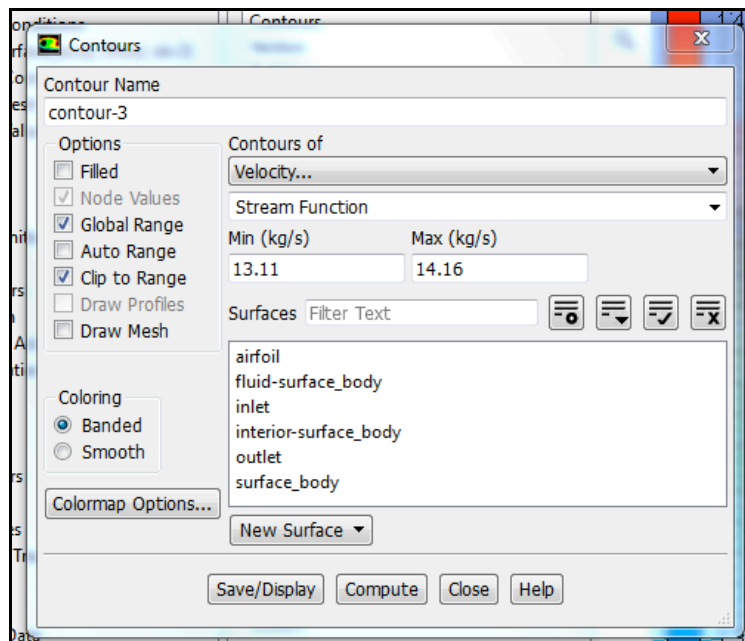 onditions
Contours
Contours
Contour Name
contour-3
Options
Filled
Node Values
Global Range
Auto Range
Clip to Range
Draw Profiles
Draw Mesh
Coloring
Banded
Smooth
Colormap Options...
Contours of
Velocity...
Stream Function
Min (kg/s) Max (kg/s)
13.11 14.16
Surfaces Filter Text
airfoil
fluid-surface_body
inlet
interior-surface_body
outlet
surface_body
New Surface
Save/Display Compute Close Help